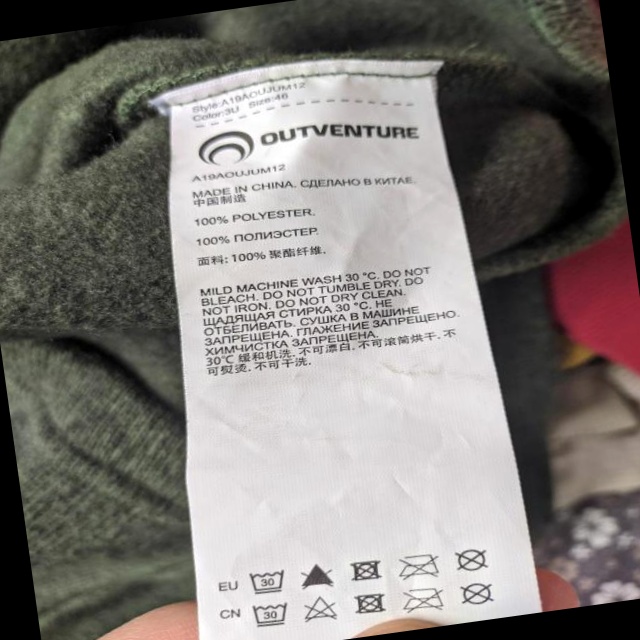 Style:A19AOUJUM12
Color:3U Size:48
OUTVENTURE
A19AOUJUM12
MADE IN CHINA. СДЕЛАНО В КИТАЕ.
中国制造
100% POLYESTER.
100% ПОЛИЭСТЕР.
面料: 100% 聚酯纤维.
MILD MACHINE WASH 30 °C. DO NOT
BLEACH. DO NOT TUMBLE DRY. DO
NOT IRON. DO NOT DRY CLEAN.
ЩАДЯЩАЯ СТИРКА 30 °C. НЕ
ОТБЕЛИВАТЬ. СУШКА В МАШИНЕ
ЗАПРЕЩЕНА. ГЛАЖЕНИЕ ЗАПРЕЩЕНО.
ХИМЧИСТКА ЗАПРЕЩЕНА.
30℃ 缓和机洗. 不可漂白. 不可滚筒烘干. 不
可熨烫. 不可干洗.
EU 30
CN 30